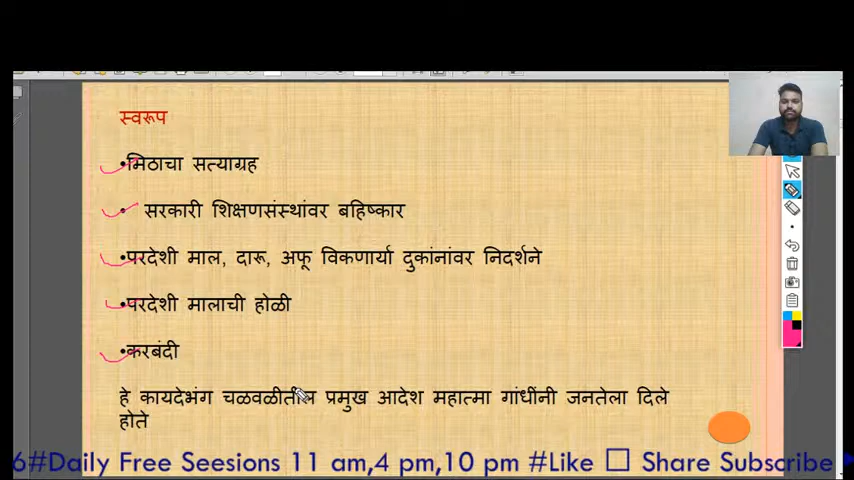 स्वरूप
•मिठाचा सत्याग्रह
• सरकारी शिक्षणसंस्थांवर बहिष्कार
•परदेशी माल, दारू, अफू विकणार्या दुकांनांवर निदर्शने
•परदेशी मालाची होळी
•करबंदी
हे कायदेभंग चळवळीतील प्रमुख आदेश महात्मा गांधींनी जनतेला दिले
होते
6#Daily Free Seesions 11 am,4 pm,10 pm #Like ☐ Share Subscribe